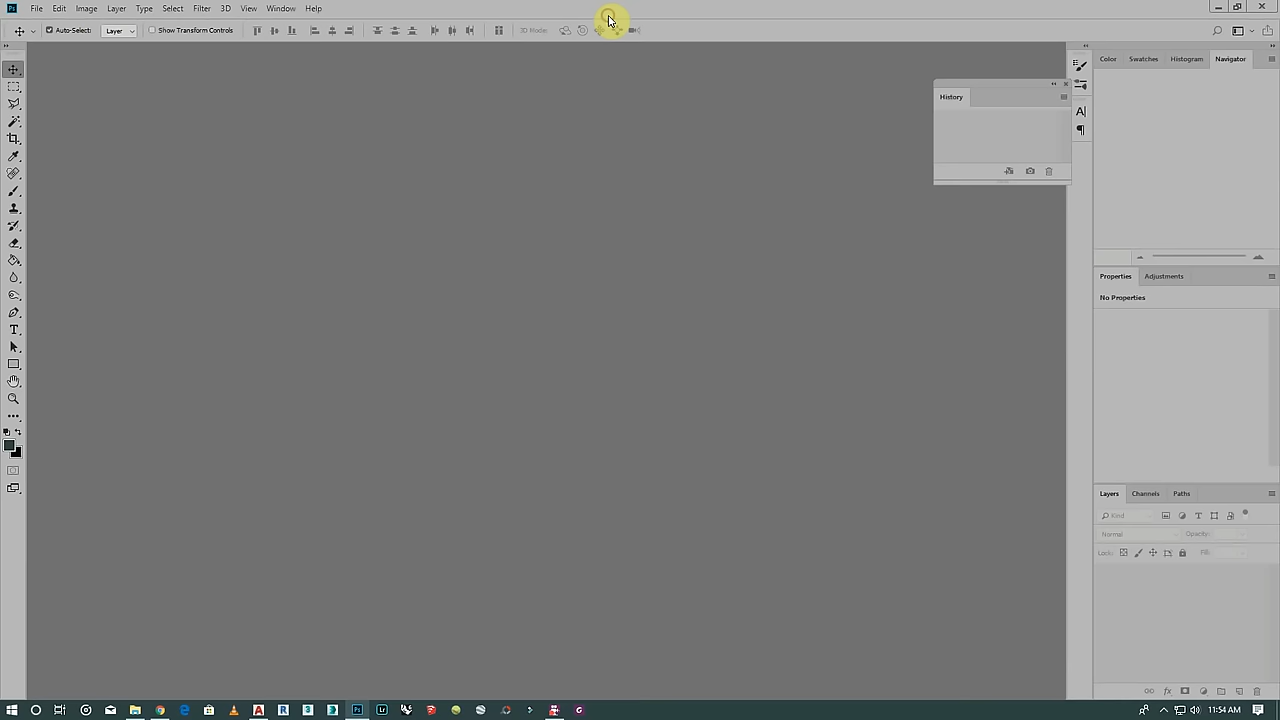 Ps File Edit Image Layer Type Select Filter 3D View Window Help
Auto-Select: Layer Show Transform Controls 3D Mode:
Color Swatches Histogram Navigator
History
Properties Adjustments
No Properties
Layers Channels Paths
Kind
Normal Opacity:
Lock: Fill:
11:54 AM